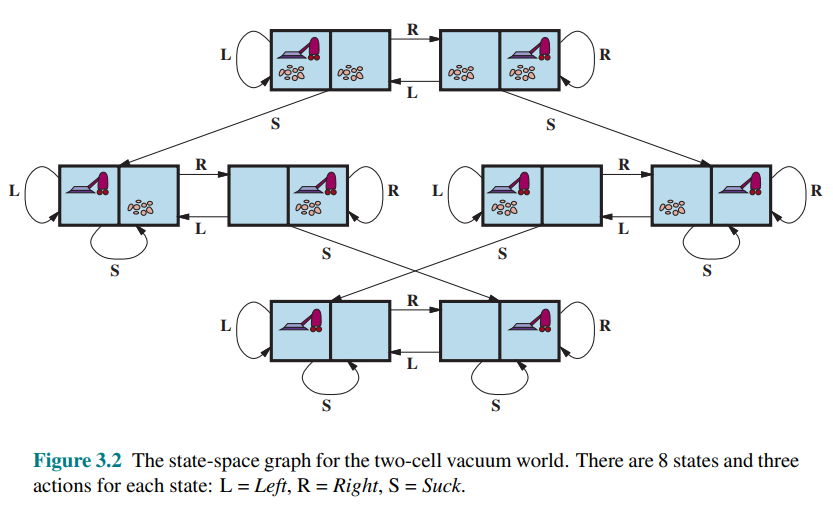 R
L
R
L
S
S
R
R
L
R
L
R
L
L
S
S
S
S
R
L
R
L
S
S
Figure 3.2 The state-space graph for the two-cell vacuum world. There are 8 states and three
actions for each state: L = Left, R = Right, S = Suck.